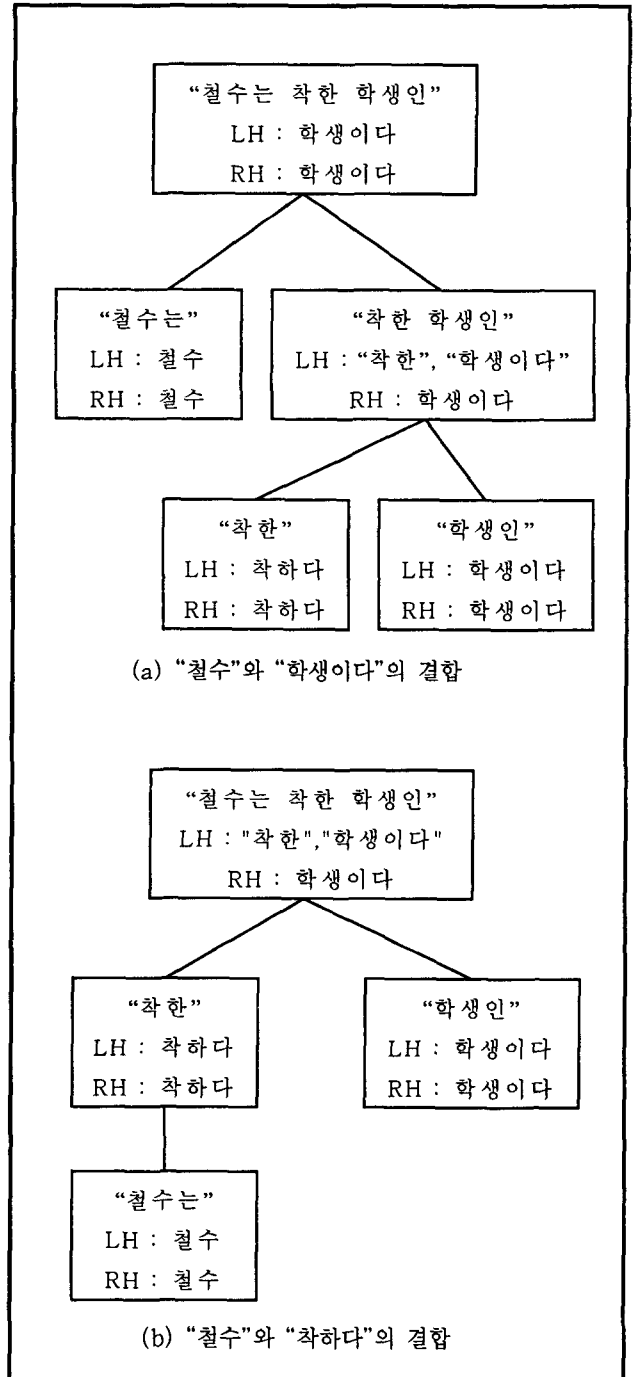 “철수는 착한 학생인”
LH : 학생이다
RH : 학생이다
“철수는”
LH : 철수
RH : 철수
“착한 학생인”
LH : “착한”, “학생이다”
RH : 학생이다
“착한”
LH : 착하다
RH : 착하다
“학생인”
LH : 학생이다
RH : 학생이다
(a) “철수”와 “학생이다”의 결합
“철수는 착한 학생인”
LH : "착한","학생이다"
RH : 학생이다
“착한”
LH : 착하다
RH : 착하다
“학생인”
LH : 학생이다
RH : 학생이다
“철수는”
LH : 철수
RH : 철수
(b) “철수”와 “착하다”의 결합